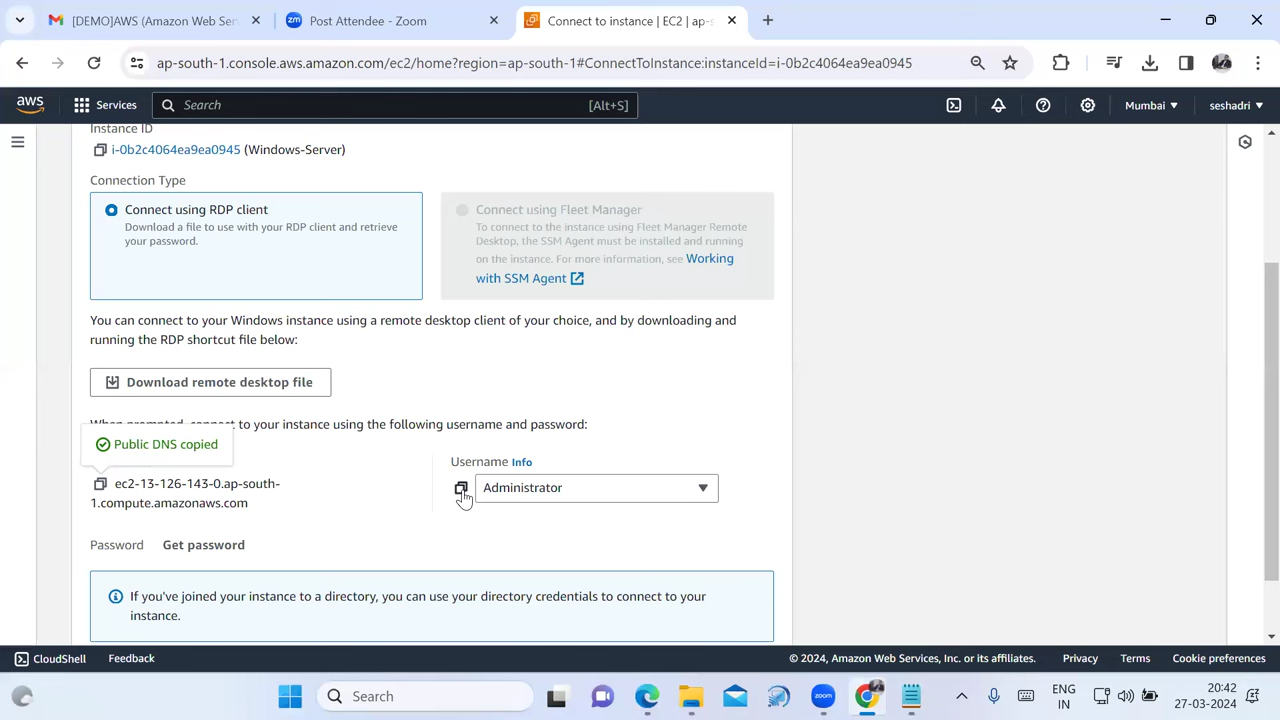 [DEMO]AWS (Amazon Web Ser
Post Attendee - Zoom
Connect to instance | EC2 | ap-s
ap-south-1.console.aws.amazon.com/ec2/home?region=ap-south-1#ConnectToInstance:instanceId=i-0b2c4064ea9ea0945
aws
Services
Search
[Alt+S]
Mumbai
seshadri
Instance ID
i-0b2c4064ea9ea0945 (Windows-Server)
Connection Type
Connect using RDP client
Download a file to use with your RDP client and retrieve
your password.
Connect using Fleet Manager
To connect to the instance using Fleet Manager Remote
Desktop, the SSM Agent must be installed and running
on the instance. For more information, see Working
with SSM Agent
You can connect to your Windows instance using a remote desktop client of your choice, and by downloading and
running the RDP shortcut file below:
Download remote desktop file
When prompted, connect to your instance using the following username and password:
Public DNS copied
ec2-13-126-143-0.ap-south-
1.compute.amazonaws.com
Username Info
Administrator
Password Get password
If you've joined your instance to a directory, you can use your directory credentials to connect to your
instance.
CloudShell
Feedback
© 2024, Amazon Web Services, Inc. or its affiliates.
Privacy
Terms
Cookie preferences
Search
zoom
ENG
IN
20:42
27-03-2024